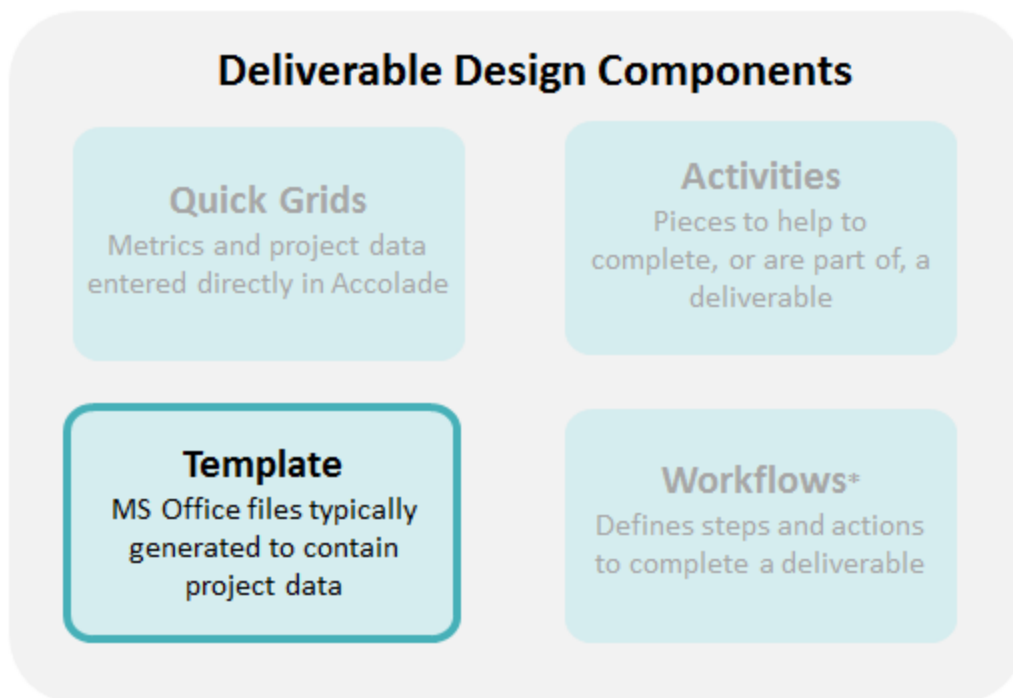 Deliverable Design Components
Quick Grids
Metrics and project data
entered directly in Accolade
Activities
Pieces to help to
complete, or are part of, a
deliverable
Template
MS Office files typically
generated to contain
project data
Workflows*
Defines steps and actions
to complete a deliverable